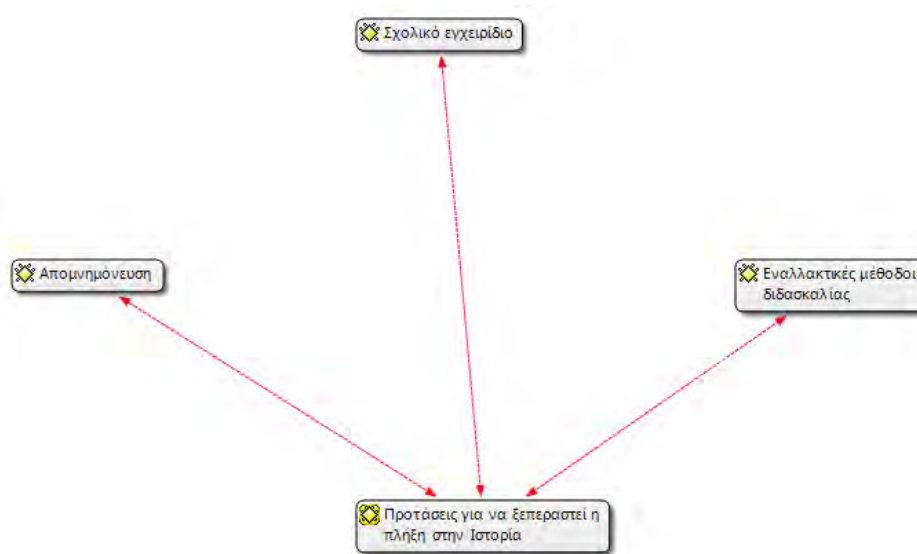 Σχολικό εγχειρίδιο
Απομνημόνευση
Εναλλακτικές μέθοδοι
διδασκαλίας
Προτάσεις για να ξεπεραστεί η
πλήξη στην Ιστορία